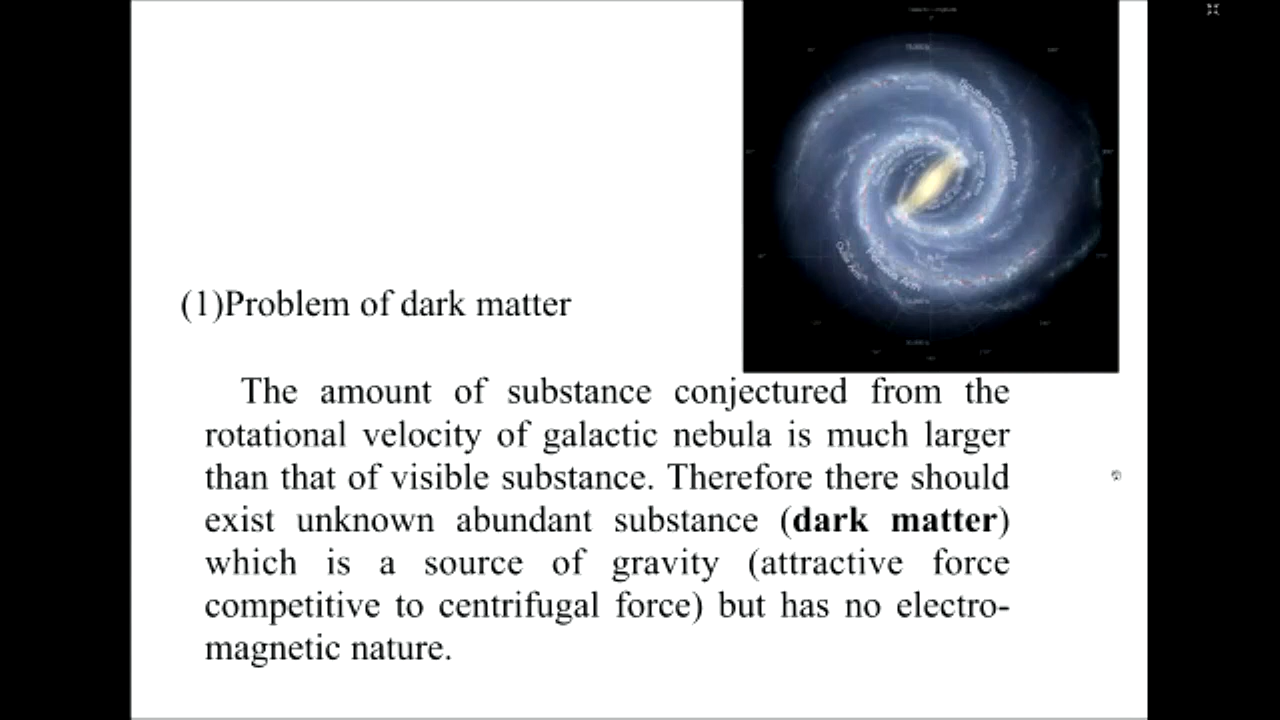 (1)Problem of dark matter
The amount of substance conjectured from the
rotational velocity of galactic nebula is much larger
than that of visible substance. Therefore there should
exist unknown abundant substance (dark matter)
which is a source of gravity (attractive force
competitive to centrifugal force) but has no electro-
magnetic nature.